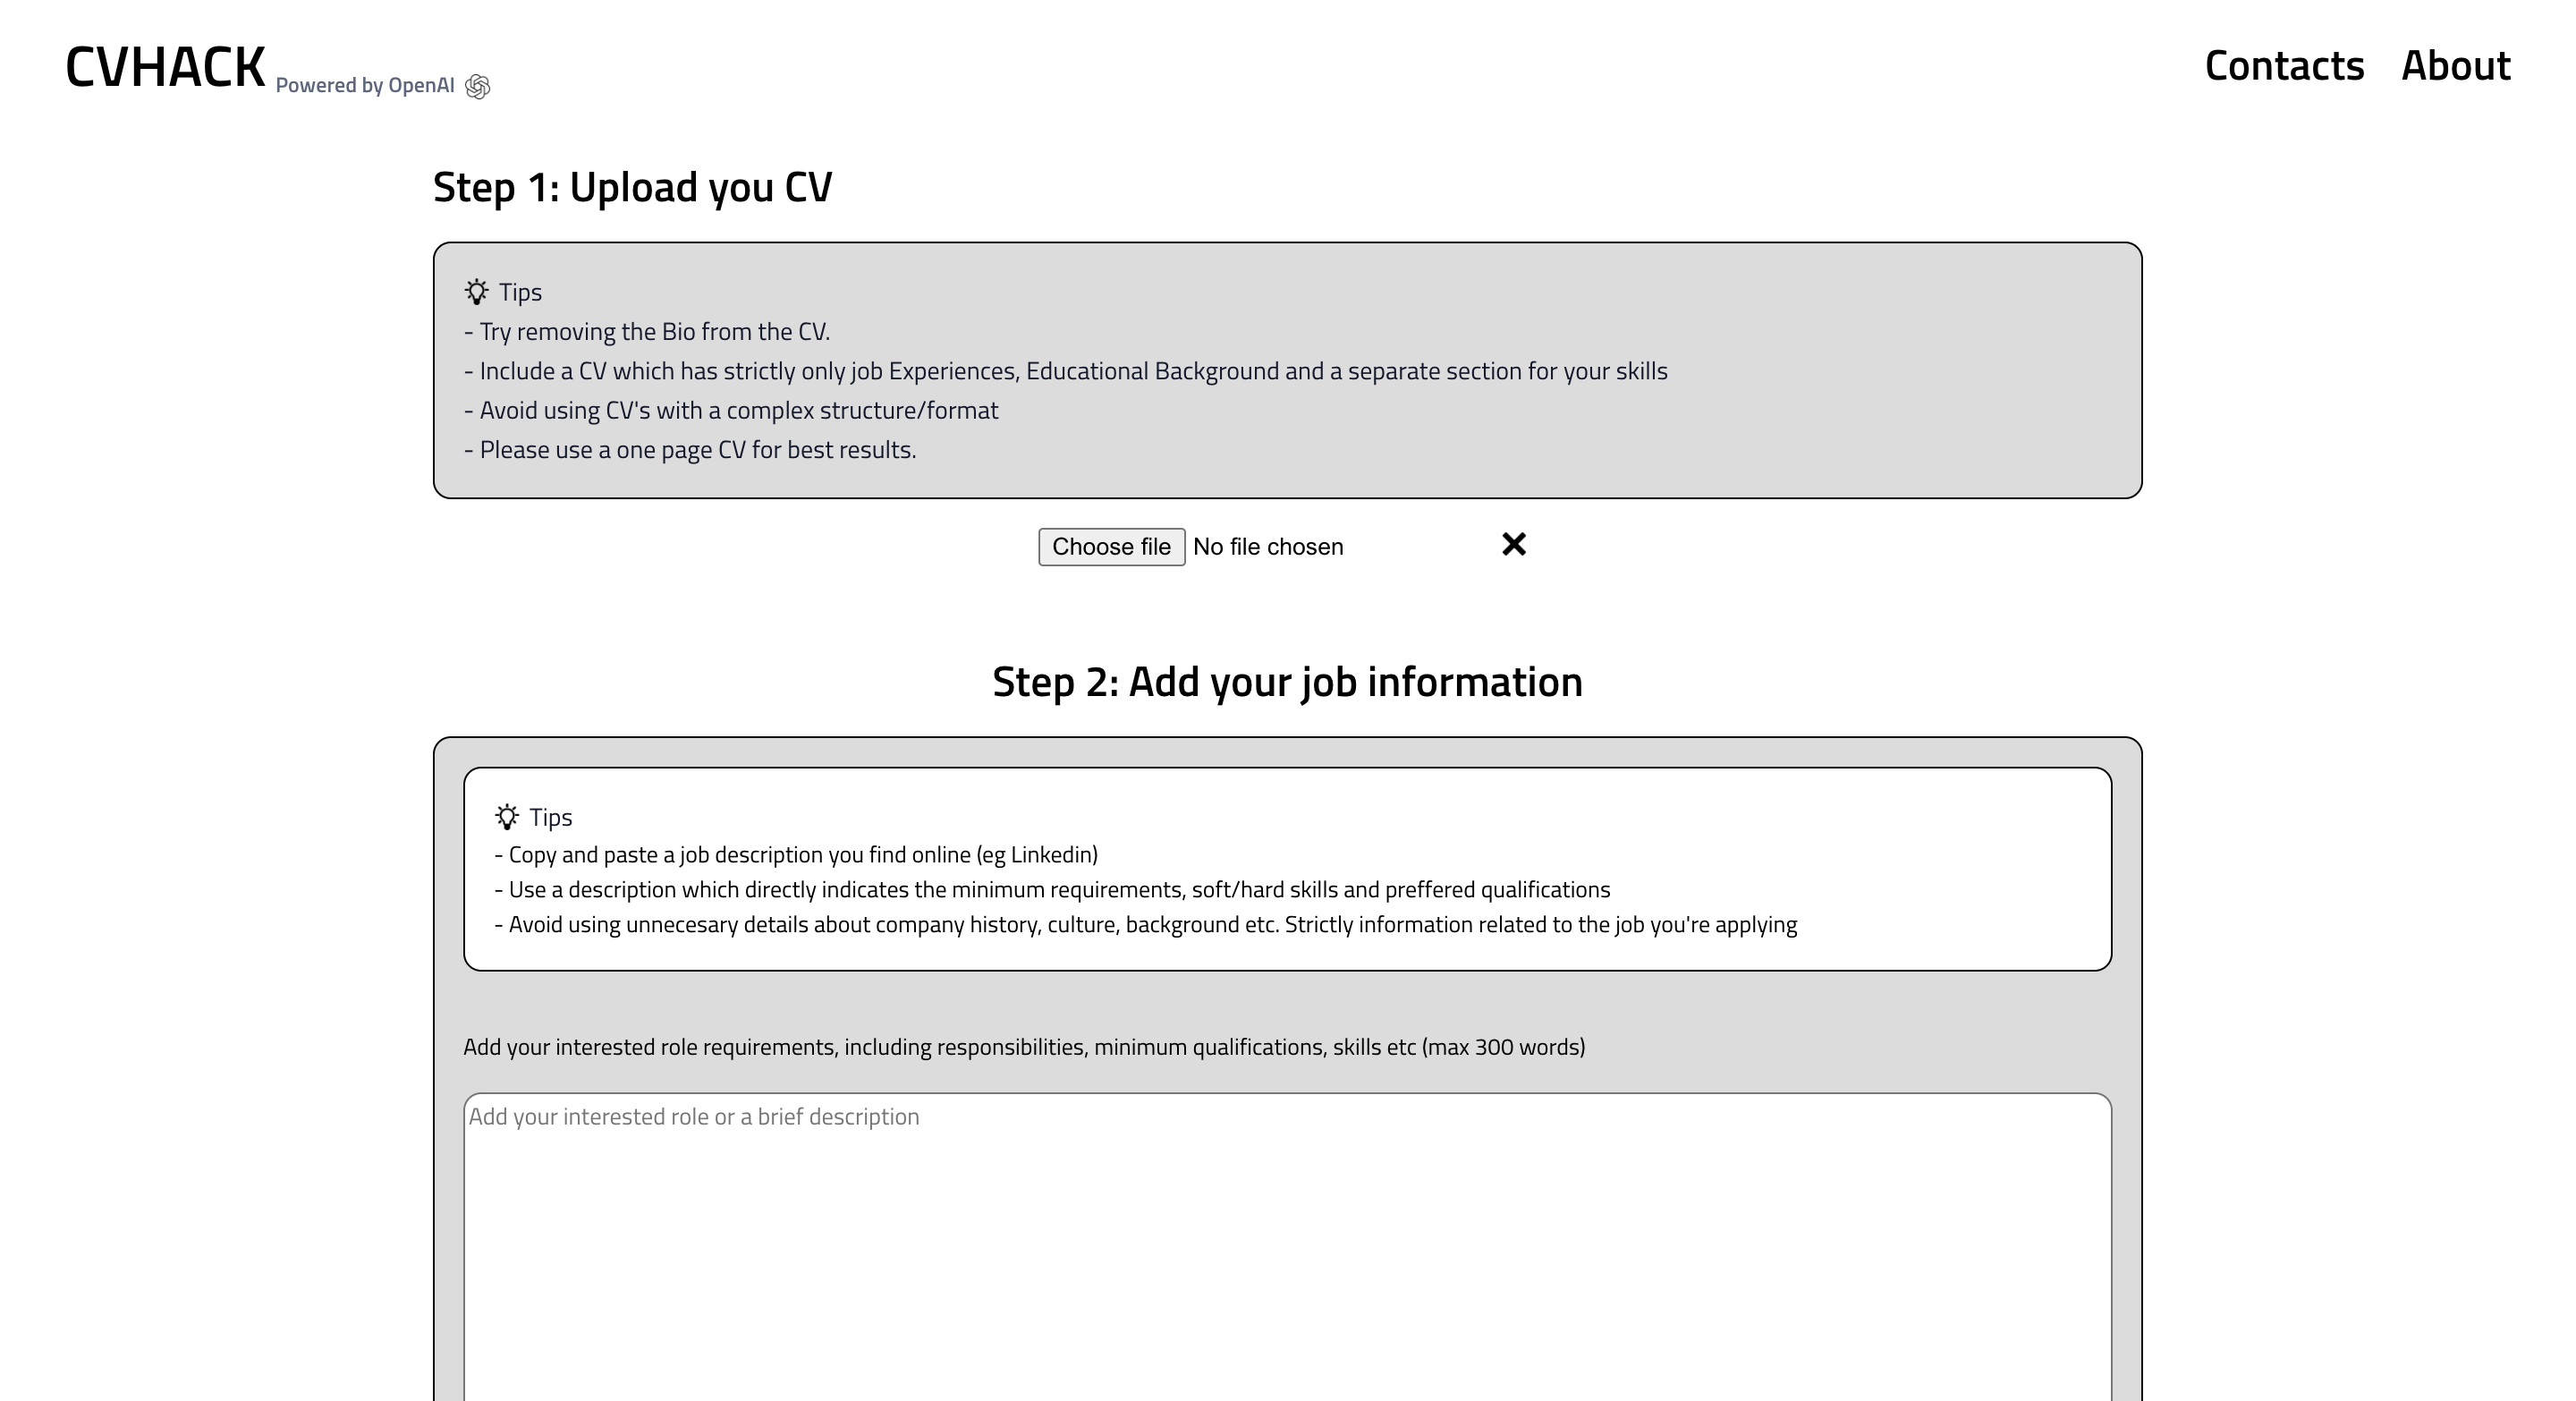 CVHACK Powered by OpenAI
Contacts About
Step 1: Upload you CV
Tips
- Try removing the Bio from the CV.
- Include a CV which has strictly only job Experiences, Educational Background and a separate section for your skills
- Avoid using CV's with a complex structure/format
- Please use a one page CV for best results.
Choose file No file chosen
Step 2: Add your job information
Tips
- Copy and paste a job description you find online (eg Linkedin)
- Use a description which directly indicates the minimum requirements, soft/hard skills and preffered qualifications
- Avoid using unnecesary details about company history, culture, background etc. Strictly information related to the job you're applying
Add your interested role requirements, including responsibilities, minimum qualifications, skills etc (max 300 words)
Add your interested role or a brief description